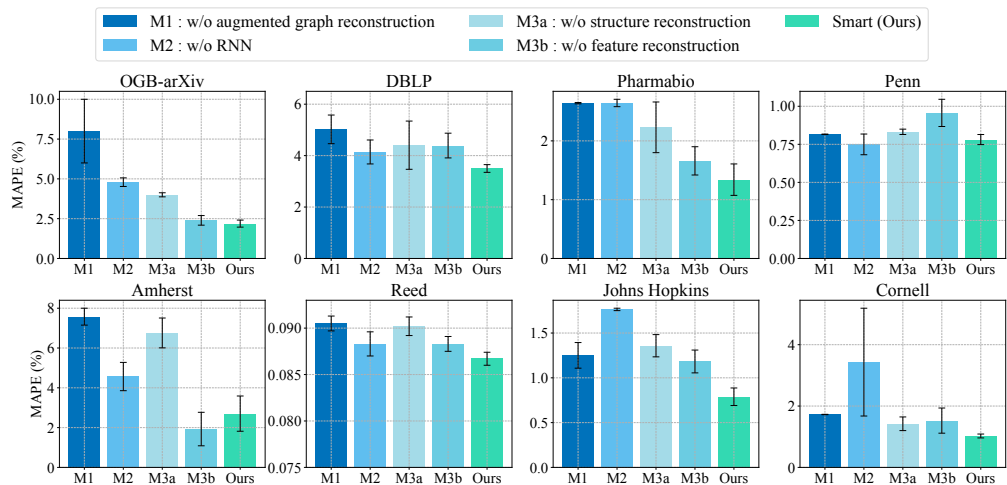 M1 : w/o augmented graph reconstruction
M3a : w/o structure reconstruction
Smart (Ours)
M2 : w/o RNN
M3b : w/o feature reconstruction
OGB-arXiv
DBLP
Pharmabio
Penn
MAPE (%)
10.0
7.5
5.0
2.5
0.0
M1 M2 M3a M3b Ours
6
4
2
0
M1 M2 M3a M3b Ours
2
1
0
M1 M2 M3a M3b Ours
1.00
0.75
0.50
0.25
0.00
M1 M2 M3a M3b Ours
Amherst
Reed
Johns Hopkins
Cornell
MAPE (%)
8
6
4
2
0
M1 M2 M3a M3b Ours
0.090
0.085
0.080
0.075
M1 M2 M3a M3b Ours
1.5
1.0
0.5
0.0
M1 M2 M3a M3b Ours
4
2
0
M1 M2 M3a M3b Ours